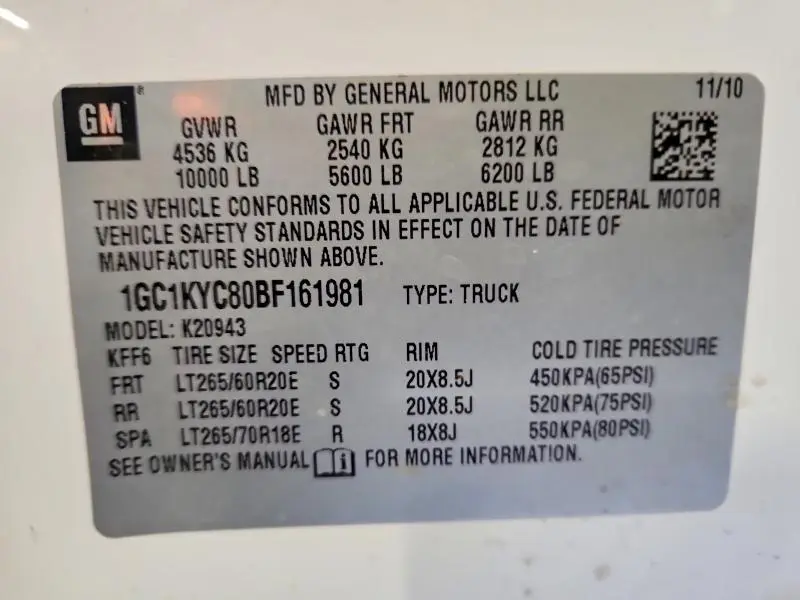 GM ® MFD BY GENERAL MOTORS LLC 11/10
GVWR GAWR FRT GAWR RR
4536 KG 2540 KG 2812 KG
10000 LB 5600 LB 6200 LB
THIS VEHICLE CONFORMS TO ALL APPLICABLE U.S. FEDERAL MOTOR
VEHICLE SAFETY STANDARDS IN EFFECT ON THE DATE OF
MANUFACTURE SHOWN ABOVE.
1GC1KYC80BF161981 TYPE: TRUCK
MODEL: K20943
KFF6 TIRE SIZE SPEED RTG RIM COLD TIRE PRESSURE
FRT LT265/60R20E S 20X8.5J 450KPA(65PSI)
RR LT265/60R20E S 20X8.5J 520KPA(75PSI)
SPA LT265/70R18E R 18X8J 550KPA(80PSI)
SEE OWNER'S MANUAL i FOR MORE INFORMATION.